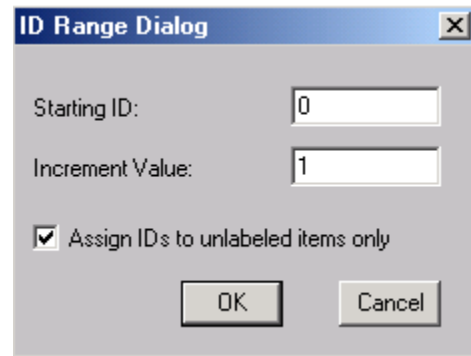 ID Range Dialog
Starting ID: 0
Increment Value: 1
Assign IDs to unlabeled items only
OK Cancel